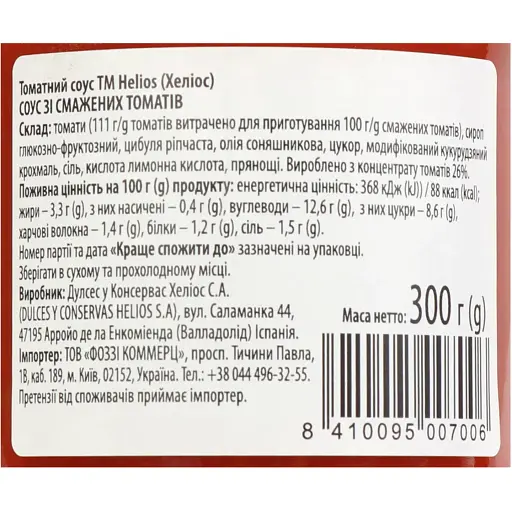 Томатний соус ТМ Helios (Хеліос)
СОУС ЗІ СМАЖЕНИХ ТОМАТІВ
Склад: томати (111 г/g томатів витрачено для приготування 100 г/g смажених томатів), сироп
глюкозно-фруктозний, цибуля ріпчаста, олія соняшникова, цукор, модифікований кукурудзяний
крохмаль, сіль, кислота лимонна кислота, прянощі. Вироблено з концентрату томатів 26%.
Поживна цінність на 100 г (g) продукту: енергетична цінність: 368 кДж (kJ)) / 88 ккал (kcal);
жири – 3,3 г (g), з них насичені – 0,4 г (g), вуглеводи – 12,6 г (g), з них цукри – 8,6 г (g),
харчові волокна – 1,4 г (g), білки – 1,2 г (g), сіль – 1,5 г (g).
Номер партії та дата «Краще спожити до» зазначені на упаковці.
Зберігати в сухому та прохолодному місці.
Виробник: Дулсес у Консервас Хеліос С.А.
(DULCES Y CONSERVAS HELIOS S.A), вул. Саламанка 44,
47195 Арройо де ла Енкомієнда (Валладолід) Іспанія.
Імпортер: ТОВ «ФОЗЗІ КОММЕРЦ», просп. Тичини Павла,
1В, каб. 189, м. Київ, 02152, Україна. Тел.: +38 044 496-32-55.
Претензії від споживачів приймає імпортер.
Маса нетто: 300 г (g)
8 410095 007006